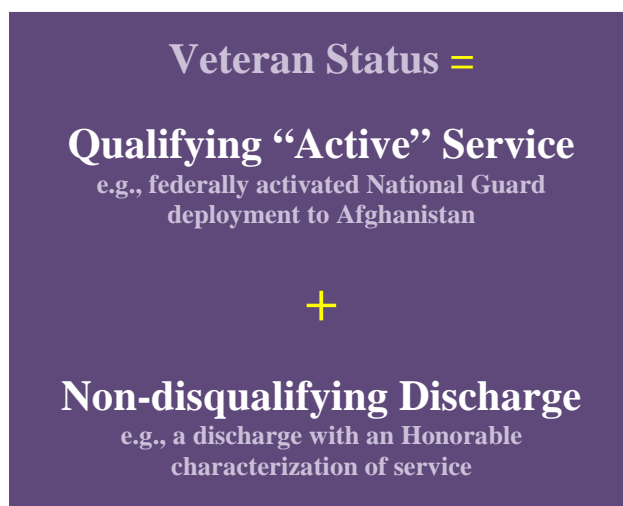 Veteran Status =
Qualifying “Active” Service
e.g., federally activated National Guard
deployment to Afghanistan
+
Non-disqualifying Discharge
e.g., a discharge with an Honorable
characterization of service